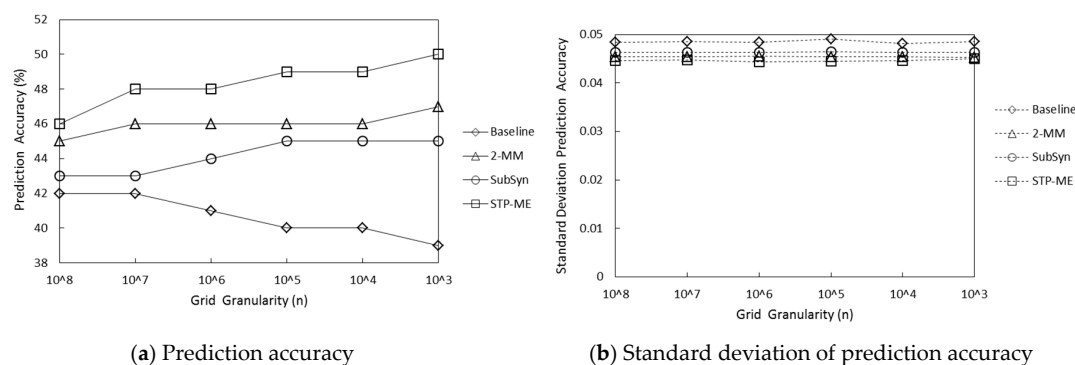 52
50
48
46
44
42
40
38
Prediction Accuracy (%)
10^8 10^7 10^6 10^5 10^4 10^3
Grid Granularity (n)
Baseline
2-MM
SubSyn
STP-ME
(a) Prediction accuracy
0.05
0.04
0.03
0.02
0.01
0
Standard Deviation Prediction Accuracy
10^8 10^7 10^6 10^5 10^4 10^3
Grid Granularity (n)
Baseline
2-MM
SubSyn
STP-ME
(b) Standard deviation of prediction accuracy